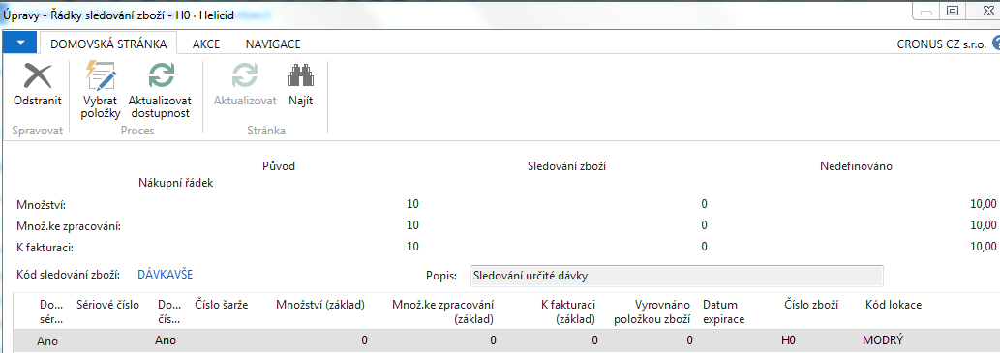 Úpravy - Řádky sledování zboží - H0 · Helicid
DOMOVSKÁ STRÁNKA AKCE NAVIGACE CRONUS CZ s.r.o. ?
Odstranit Vybrat položky Aktualizovat dostupnost Aktualizovat Najít
Spravovat Proces Stránka
Původ Sledování zboží Nedefinováno
Nákupní řádek
Množství: 10 0 10,00
Množ.ke zpracování: 10 0 10,00
K fakturaci: 10 0 10,00
Kód sledování zboží: DÁVKAVŠE Popis: Sledování určité dávky
Do... Sériové číslo Do... Číslo šarže Množství (základ) Množ.ke zpracování K fakturaci Vyrovnáno Datum Číslo zboží Kód lokace
sér... čís... (základ) (základ) položkou zboží expirace
Ano Ano 0 0 0 0 H0 MODRÝ